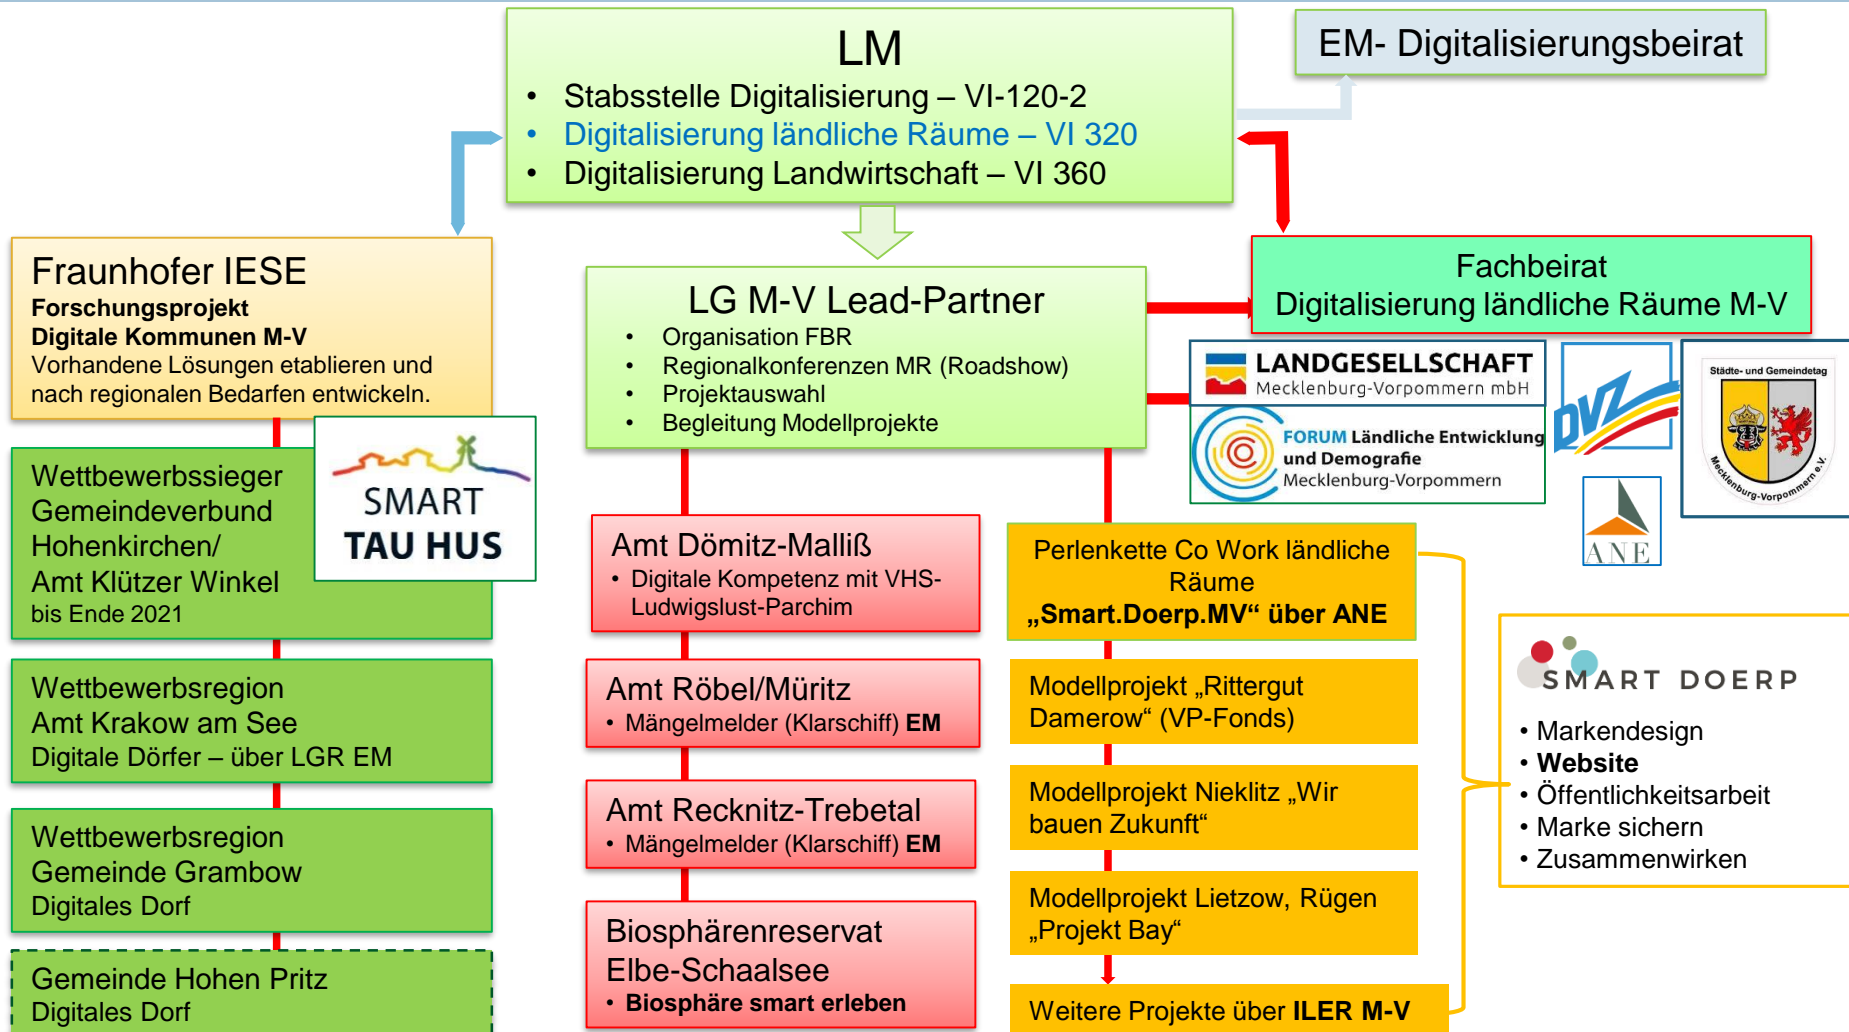 LM
• Stabsstelle Digitalisierung – VI-120-2
• Digitalisierung ländliche Räume – VI 320
• Digitalisierung Landwirtschaft – VI 360
EM- Digitalisierungsbeirat
Fraunhofer IESE
Forschungsprojekt
Digitale Kommunen M-V
Vorhandene Lösungen etablieren und
nach regionalen Bedarfen entwickeln.
SMART
TAU HUS
Wettbewerbssieger
Gemeindeverbund
Hohenkirchen/
Amt Klützer Winkel
bis Ende 2021
Wettbewerbsregion
Amt Krakow am See
Digitale Dörfer – über LGR EM
Wettbewerbsregion
Gemeinde Grambow
Digitales Dorf
Gemeinde Hohen Pritz
Digitales Dorf
LG M-V Lead-Partner
• Organisation FBR
• Regionalkonferenzen MR (Roadshow)
• Projektauswahl
• Begleitung Modellprojekte
Amt Dömitz-Malliß
• Digitale Kompetenz mit VHS-
Ludwigslust-Parchim
Amt Röbel/Müritz
• Mängelmelder (Klarschiff) EM
Amt Recknitz-Trebetal
• Mängelmelder (Klarschiff) EM
Biosphärenreservat
Elbe-Schaalsee
• Biosphäre smart erleben
Fachbeirat
Digitalisierung ländliche Räume M-V
LANDGESELLSCHAFT
Mecklenburg-Vorpommern mbH
FORUM Ländliche Entwicklung
und Demografie
Mecklenburg-Vorpommern
DVZ
Städte- und Gemeindetag
Mecklenburg-Vorpommern e.V.
ANE
Perlenkette Co Work ländliche
Räume
„Smart.Doerp.MV“ über ANE
Modellprojekt „Rittergut
Damerow“ (VP-Fonds)
Modellprojekt Nieklitz „Wir
bauen Zukunft“
Modellprojekt Lietzow, Rügen
„Projekt Bay“
Weitere Projekte über ILER M-V
SMART DOERP
• Markendesign
• Website
• Öffentlichkeitsarbeit
• Marke sichern
• Zusammenwirken